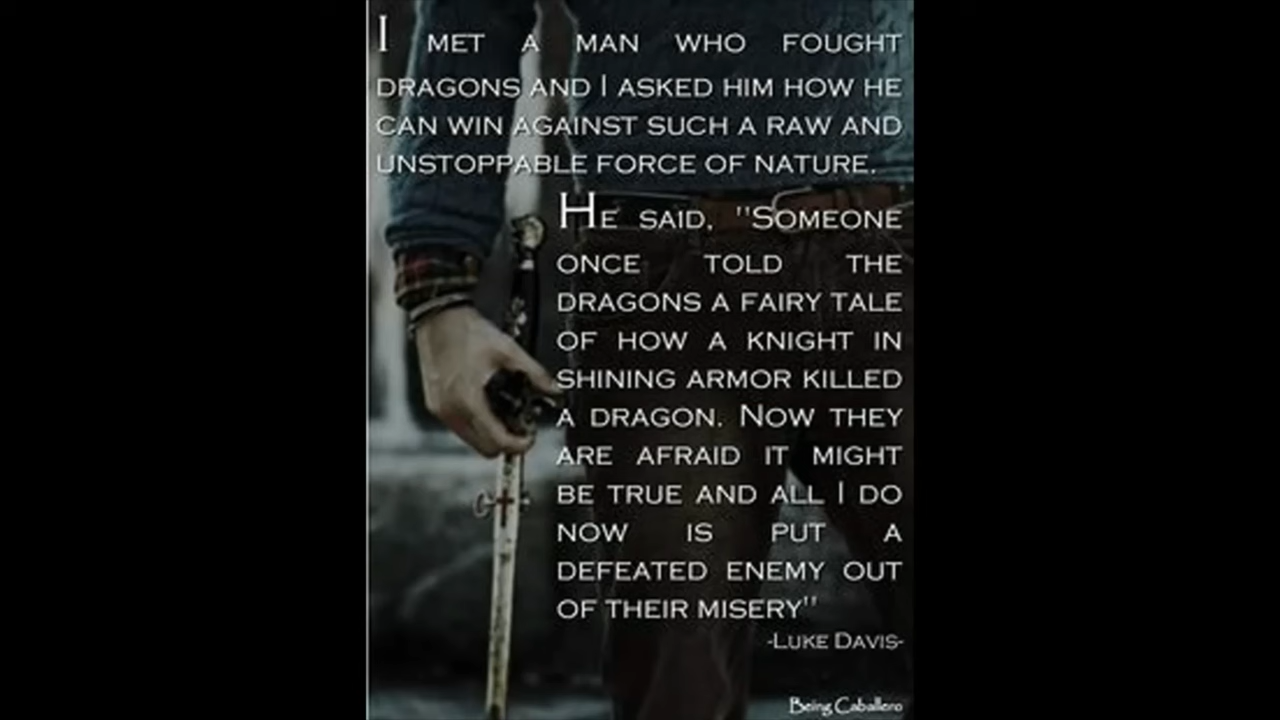 I MET A MAN WHO FOUGHT
DRAGONS AND I ASKED HIM HOW HE
CAN WIN AGAINST SUCH A RAW AND
UNSTOPPABLE FORCE OF NATURE.
HE SAID, "SOMEONE
ONCE TOLD THE
DRAGONS A FAIRY TALE
OF HOW A KNIGHT IN
SHINING ARMOR KILLED
A DRAGON. NOW THEY
ARE AFRAID IT MIGHT
BE TRUE AND ALL I DO
NOW IS PUT A
DEFEATED ENEMY OUT
OF THEIR MISERY"
-LUKE DAVIS-
Being Caballero